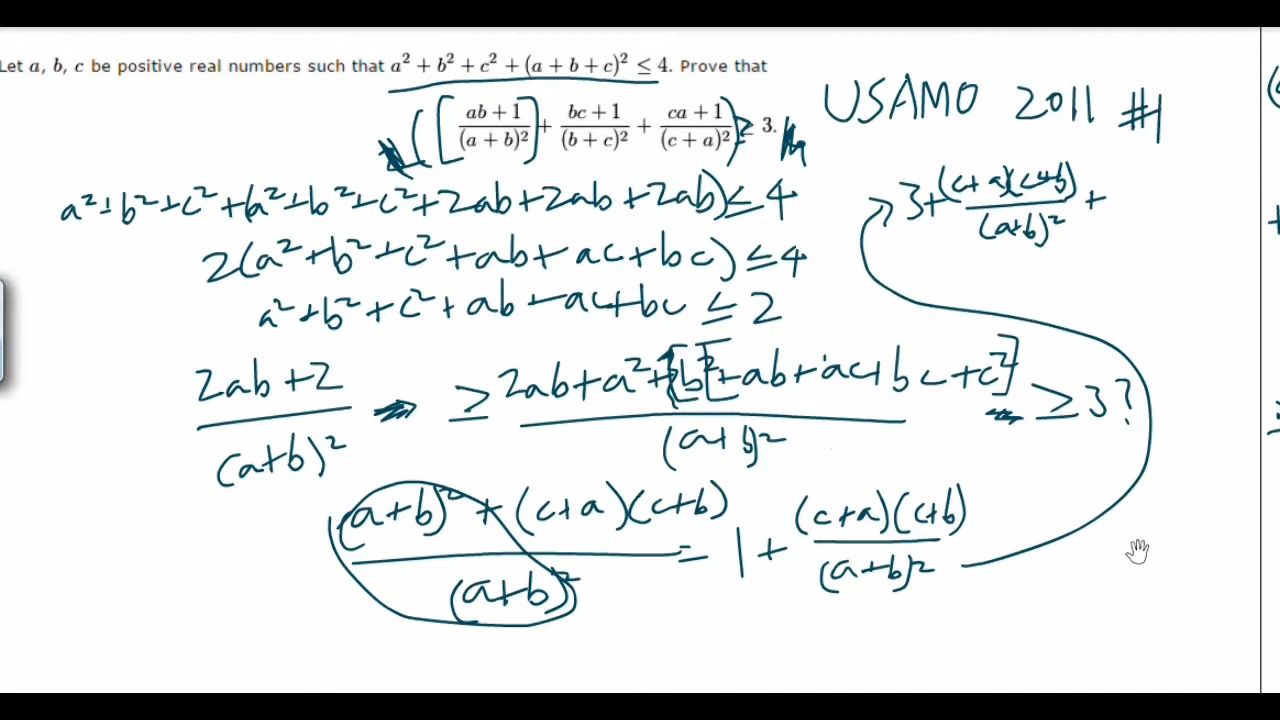 Let a, b, c be positive real numbers such that a² + b² + c² + (a + b + c)² ≤ 4. Prove that
([ab + 1 / (a + b)²] + bc + 1 / (b + c)² + ca + 1 / (c + a)²) ≥ 3.
USAMO 2011 #1
a²+b²+c²+(a²+b²+c²+2ab+2ab+2ab)≤4
2(a²+b²+c²+ab+ac+bc)≤4
a²+b²+c²+ab+ac+bc ≤ 2
3+(c+a)(c+b)/(a+b)² +
2ab+2/(a+b)² ≥ 2ab+a²+b²+ab+ac+bc+c²]/(a+b)² ≥3?
(a+b)²+(c+a)(c+b)/(a+b)² = 1+(c+a)(c+b)/(a+b)²